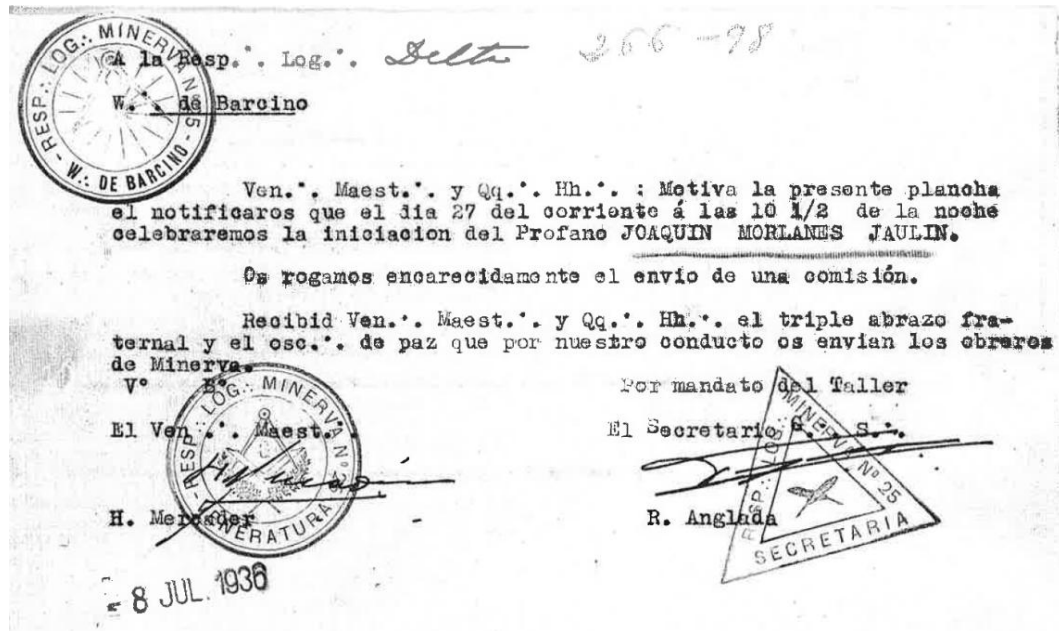 RESP.·. LOG.·. MINERVA Nº 25 - W.·. DE BARCINO -
A la Resp.·. Log.·. Delta 266-98
W.·. de Barcino
Ven.·. Maest.·. y Qq.·. Hh.·. : Motiva la presente plancha
el notificaros que el dia 27 del corriente á las 10 1/2 de la noche
celebraremos la iniciacion del Profano JOAQUIN MORLANES JAULIN.
Os rogamos encarecidamente el envio de una comisión.
Recibid Ven.·. Maest.·. y Qq.·. Hh.·. el triple abrazo fra-
ternal y el osc.·. de paz que por nuestro conducto os envian los obreros
de Minerva.
Vº Bº
Por mandato del Taller
El Ven.·. Maest.·.
El Secretario G.·. S.·.
RESP.·. LOG.·. MINERVA Nº 25
VENERATURA
RESP.·. LOG.·. MINERVA Nº 25
SECRETARIA
H. Mercader
R. Anglada
- 8 JUL. 1936